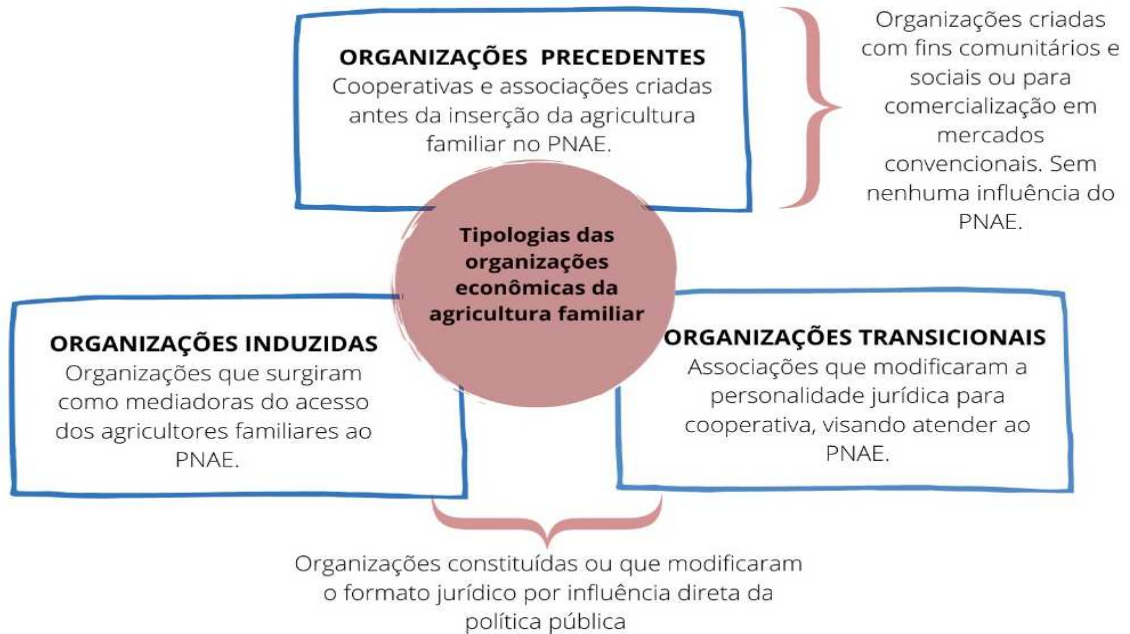 ORGANIZAÇÕES PRECEDENTES
Cooperativas e associações criadas
antes da inserção da agricultura
familiar no PNAE.
Organizações criadas
com fins comunitários e
sociais ou para
comercialização em
mercados
convencionais. Sem
nenhuma influência do
PNAE.
Tipologias das
organizações
econômicas da
agricultura familiar
ORGANIZAÇÕES INDUZIDAS
Organizações que surgiram
como mediadoras do acesso
dos agricultores familiares ao
PNAE.
ORGANIZAÇÕES TRANSICIONAIS
Associações que modificaram a
personalidade jurídica para
cooperativa, visando atender ao
PNAE.
Organizações constituídas ou que modificaram
o formato jurídico por influência direta da
política pública